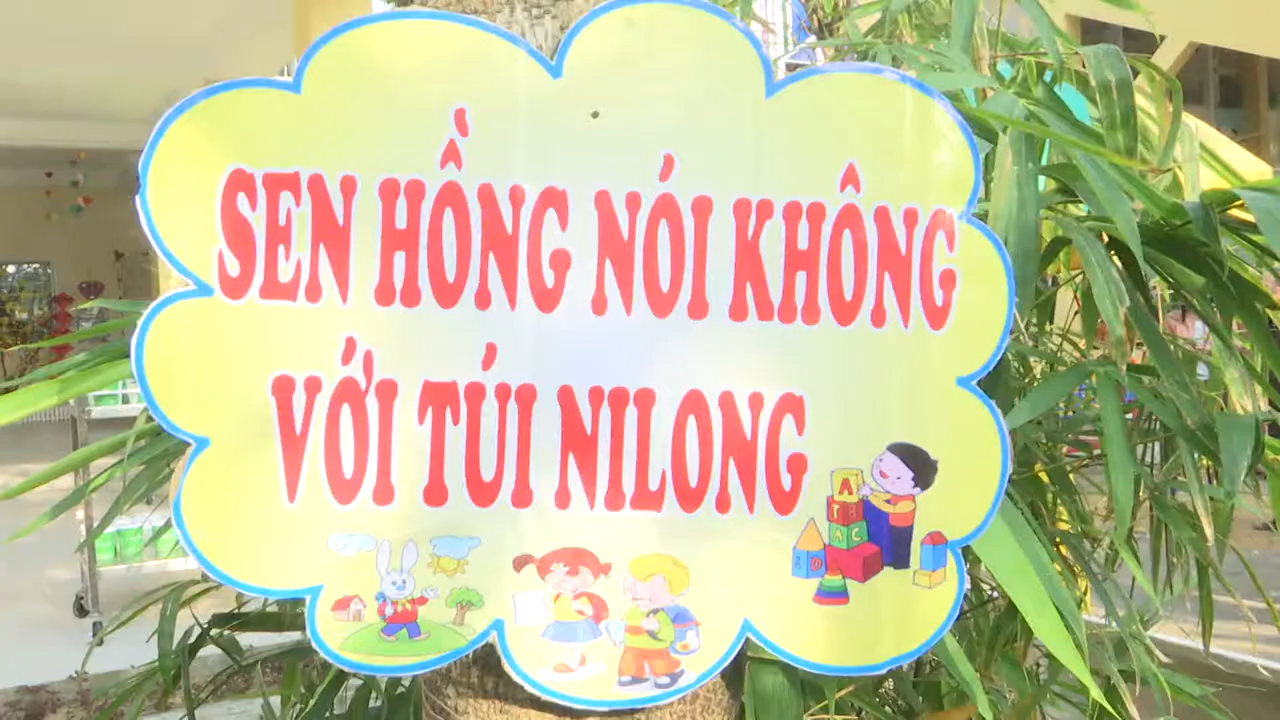 SEN HỒNG NÓI KHÔNG
VỚI TÚI NILONG
A
T B
A C
D